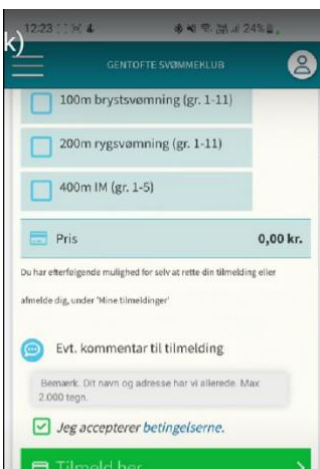 12:23
24%
k)
GENTOFTE SVØMMEKLUB
100m brystsvømning (gr. 1-11)
200m rygsvømning (gr. 1-11)
400m IM (gr. 1-5)
Pris 0,00 kr.
Du har efterfølgende mulighed for selv at rette din tilmelding eller
afmelde dig, under 'Mine tilmeldinger'
Evt. kommentar til tilmelding
Bemærk. Dit navn og adresse har vi allerede. Max
2.000 tegn.
Jeg accepterer betingelserne.
Tilmeld her